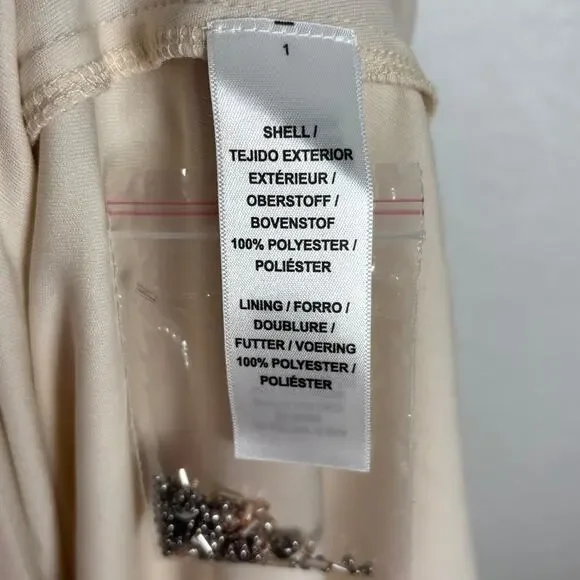 1
SHELL /
TEJIDO EXTERIOR
EXTÉRIEUR /
OBERSTOFF /
BOVENSTOF
100% POLYESTER /
POLIÉSTER
LINING / FORRO /
DOUBLURE /
FUTTER / VOERING
100% POLYESTER /
POLIÉSTER